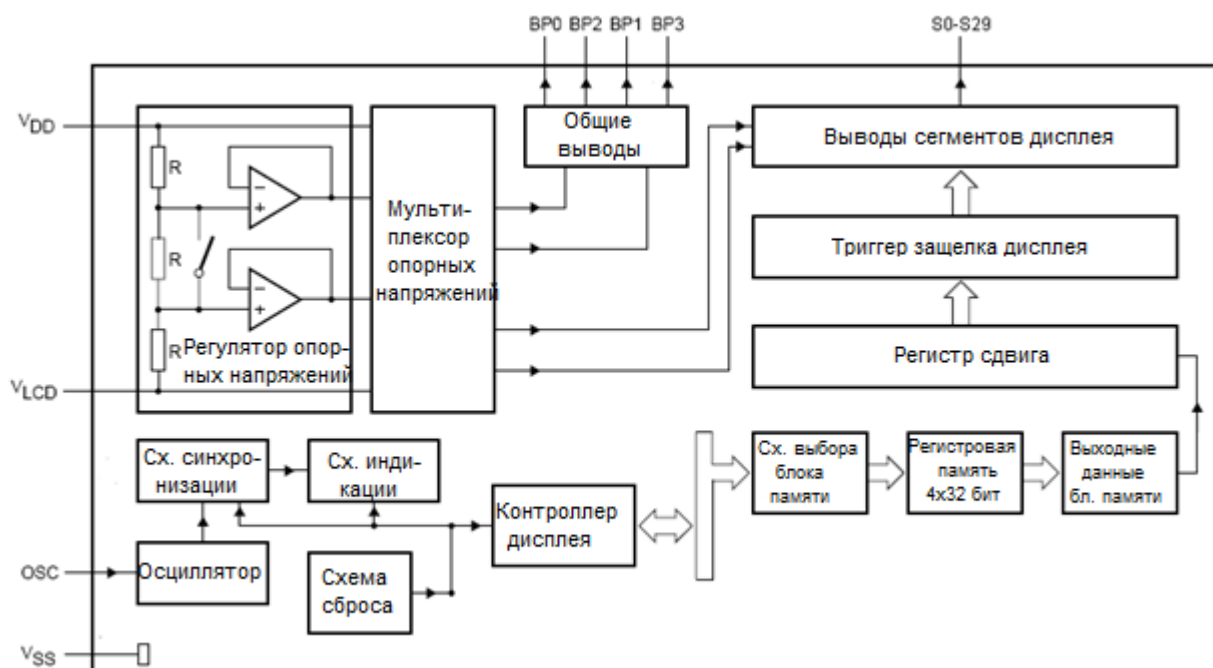 BP0 BP2 BP1 BP3
S0-S29
VDD
R
R
R
Регулятор опор-
ных напряжений
VLCD
Мульти-
плексор
опорных
напряжений
Общие
выводы
Выводы сегментов дисплея
Триггер защелка дисплея
Регистр сдвига
Сх. синхро-
низации
Сх. инди-
кации
Контроллер
дисплея
Сх. выбора
блока
памяти
Регистровая
память
4x32 бит
Выходные
данные
бл. памяти
OSC
Осциллятор
Схема
сброса
VSS